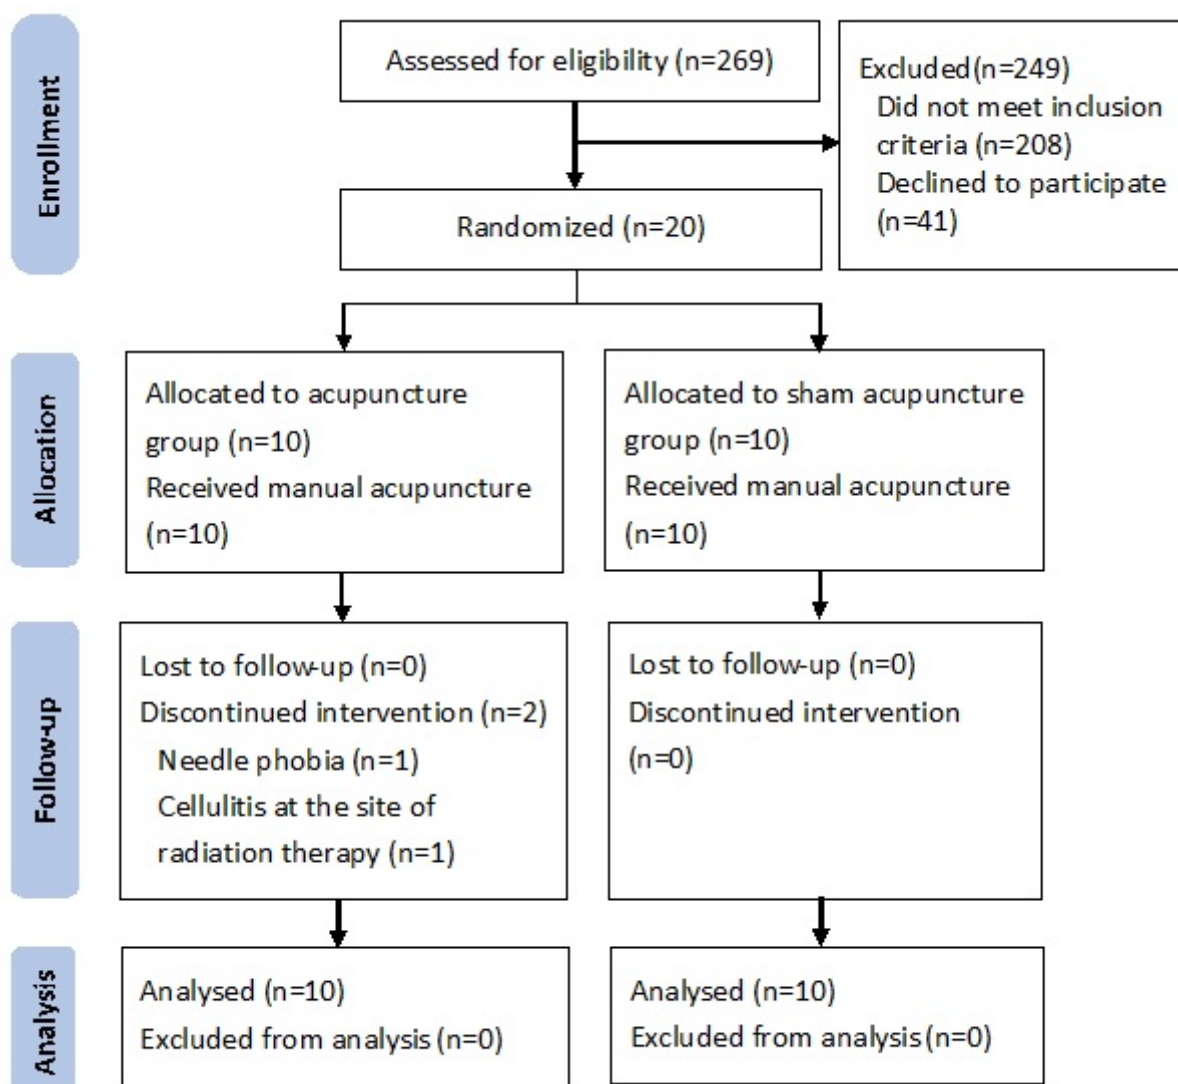 Enrollment
Assessed for eligibility (n=269)
Excluded(n=249)
Did not meet inclusion
criteria (n=208)
Declined to participate
(n=41)
Randomized (n=20)
Allocation
Allocated to acupuncture
group (n=10)
Received manual acupuncture
(n=10)
Allocated to sham acupuncture
group (n=10)
Received manual acupuncture
(n=10)
Follow-up
Lost to follow-up (n=0)
Discontinued intervention (n=2)
Needle phobia (n=1)
Cellulitis at the site of
radiation therapy (n=1)
Lost to follow-up (n=0)
Discontinued intervention
(n=0)
Analysis
Analysed (n=10)
Excluded from analysis (n=0)
Analysed (n=10)
Excluded from analysis (n=0)